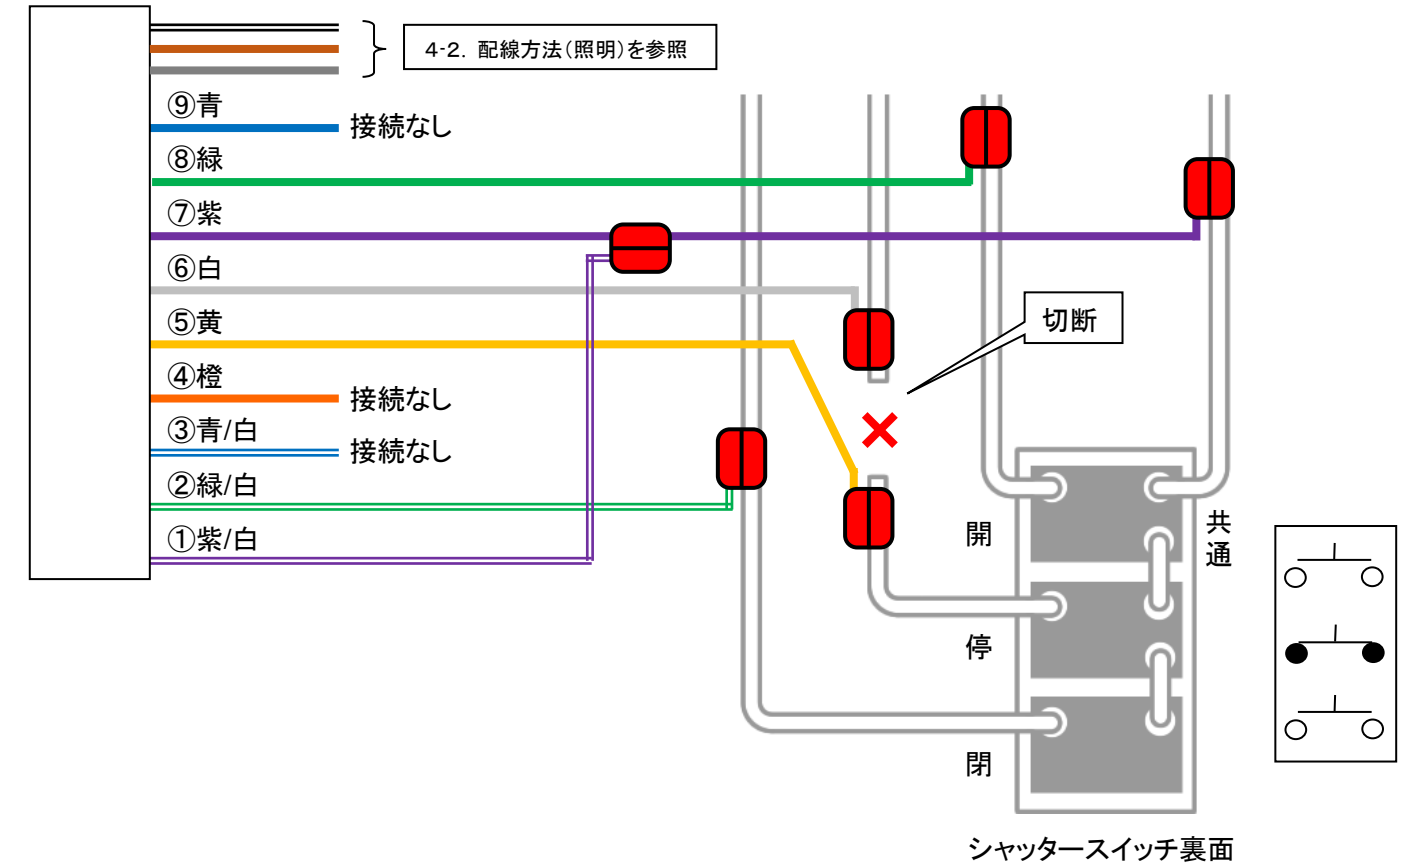 4-2. 配線方法(照明)を参照
⑨青
接続なし
⑧緑
⑦紫
⑥白
⑤黄
切断
④橙
接続なし
③青/白
接続なし
②緑/白
①紫/白
開
共
通
停
閉
シャッタースイッチ裏面